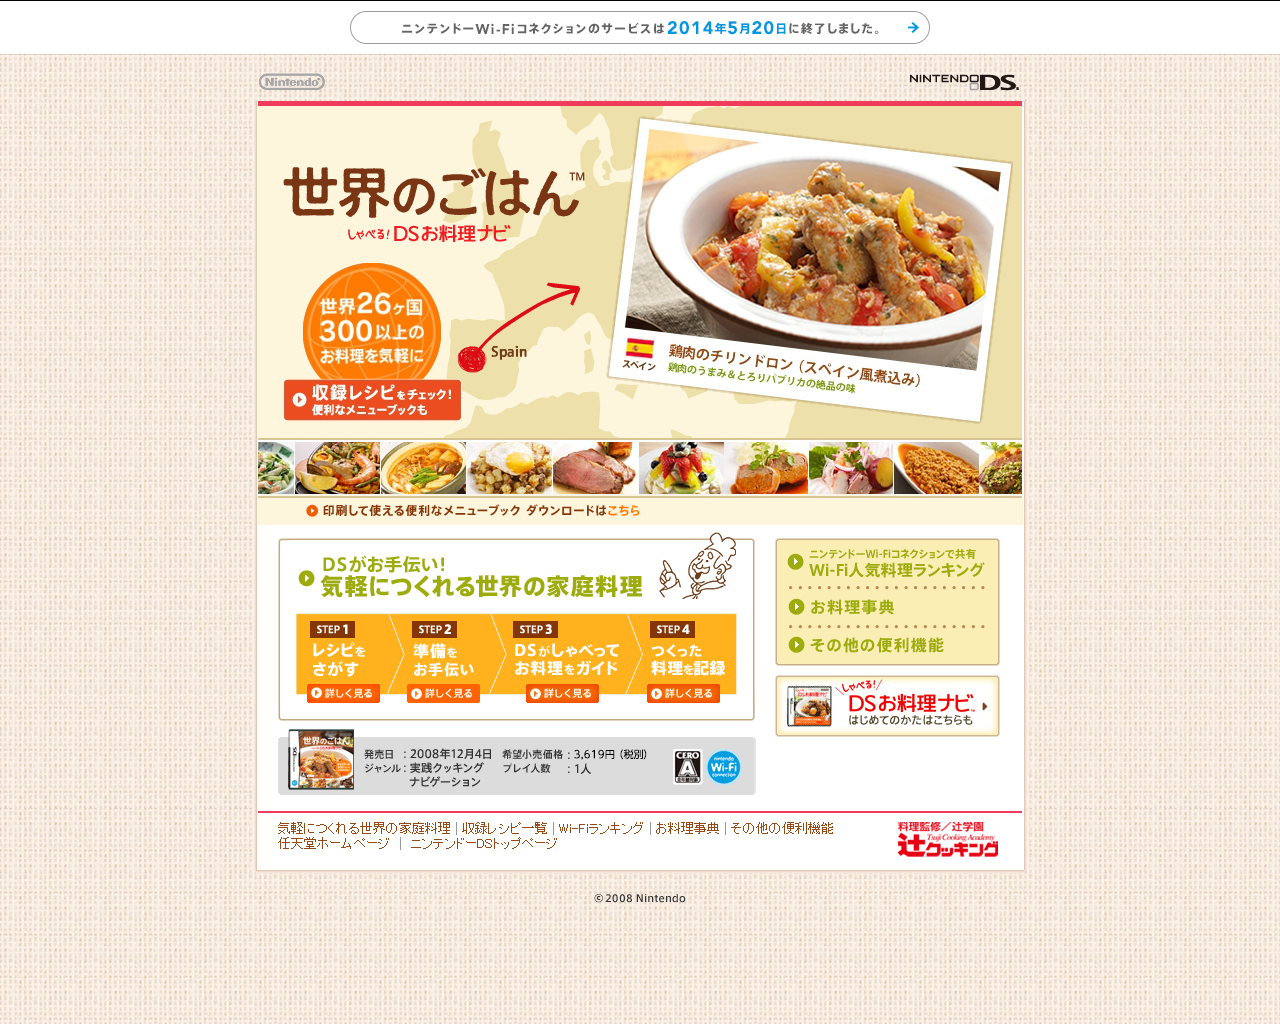 ニンテンドーWi-Fiコネクションのサービスは2014年5月20日に終了しました。
Nintendo
NINTENDO DS
世界のごはん™
しゃべる!DSお料理ナビ
世界26ヶ国
300以上の
お料理を気軽に
収録レシピをチェック!
便利なメニューブックも
Spain
スペイン
鶏肉のチリンドロン（スペイン風煮込み）
鶏肉のうまみ＆とろりパプリカの絶品の味
印刷して使える便利なメニューブック ダウンロードはこちら
DSがお手伝い!
気軽につくれる世界の家庭料理
STEP1
レシピを
さがす
詳しく見る
STEP2
準備を
お手伝い
詳しく見る
STEP3
DSがしゃべって
お料理をガイド
詳しく見る
STEP4
つくった
料理を記録
詳しく見る
ニンテンドーWi-Fiコネクションで共有
Wi-Fi人気料理ランキング
お料理事典
その他の便利機能
しゃべる!
DSお料理ナビ
はじめてのかたはこちらも
世界のごはん
発売日 : 2008年12月4日
ジャンル : 実践クッキング
ナビゲーション
希望小売価格 : 3,619円（税別）
プレイ人数 : 1人
CERO
A
全年齢対象
Nintendo
Wi-Fi
connection
気軽につくれる世界の家庭料理 | 収録レシピ一覧 | Wi-Fiランキング | お料理事典 | その他の便利機能
任天堂ホームページ | ニンテンドーDSトップページ
料理監修／辻学園
Tsuji Cooking Academy
辻クッキング
©2008 Nintendo